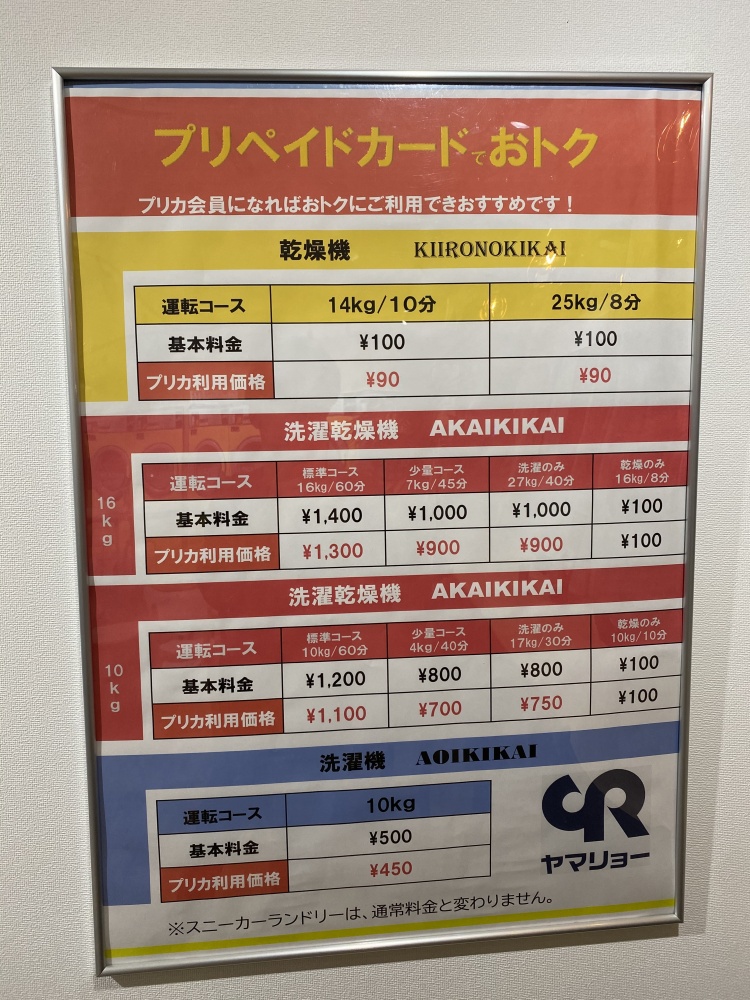 プリペイドカードでおトク
プリカ会員になればおトクにご利用できおすすめです！
乾燥機 KIIRONOKIKAI
運転コース 14kg/10分 25kg/8分
基本料金 ¥100 ¥100
プリカ利用価格 ¥90 ¥90
洗濯乾燥機 AKAIKIKAI
16kg
運転コース 標準コース 16kg/60分 少量コース 7kg/45分 洗濯のみ 27kg/40分 乾燥のみ 16kg/8分
基本料金 ¥1,400 ¥1,000 ¥1,000 ¥100
プリカ利用価格 ¥1,300 ¥900 ¥900 ¥100
洗濯乾燥機 AKAIKIKAI
10kg
運転コース 標準コース 10kg/60分 少量コース 4kg/40分 洗濯のみ 17kg/30分 乾燥のみ 10kg/10分
基本料金 ¥1,200 ¥800 ¥800 ¥100
プリカ利用価格 ¥1,100 ¥700 ¥750 ¥100
洗濯機 AOIKIKAI
運転コース 10kg
基本料金 ¥500
プリカ利用価格 ¥450
ヤマリョー
※スニーカーランドリーは、通常料金と変わりません。